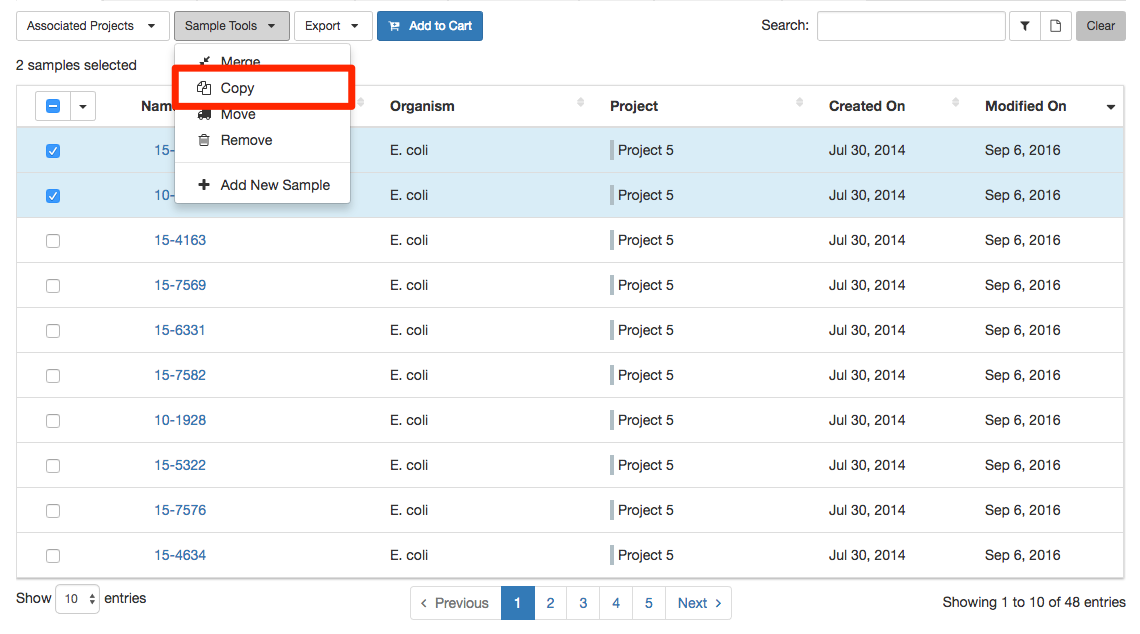 Associated Projects Sample Tools Export Add to Cart Search: Clear
2 samples selected
Merge
Copy
Move
Remove
Add New Sample
Organism Project Created On Modified On
15- E. coli Project 5 Jul 30, 2014 Sep 6, 2016
10- E. coli Project 5 Jul 30, 2014 Sep 6, 2016
15-4163 E. coli Project 5 Jul 30, 2014 Sep 6, 2016
15-7569 E. coli Project 5 Jul 30, 2014 Sep 6, 2016
15-6331 E. coli Project 5 Jul 30, 2014 Sep 6, 2016
15-7582 E. coli Project 5 Jul 30, 2014 Sep 6, 2016
10-1928 E. coli Project 5 Jul 30, 2014 Sep 6, 2016
15-5322 E. coli Project 5 Jul 30, 2014 Sep 6, 2016
15-7576 E. coli Project 5 Jul 30, 2014 Sep 6, 2016
15-4634 E. coli Project 5 Jul 30, 2014 Sep 6, 2016
Show 10 entries Previous 1 2 3 4 5 Next Showing 1 to 10 of 48 entries